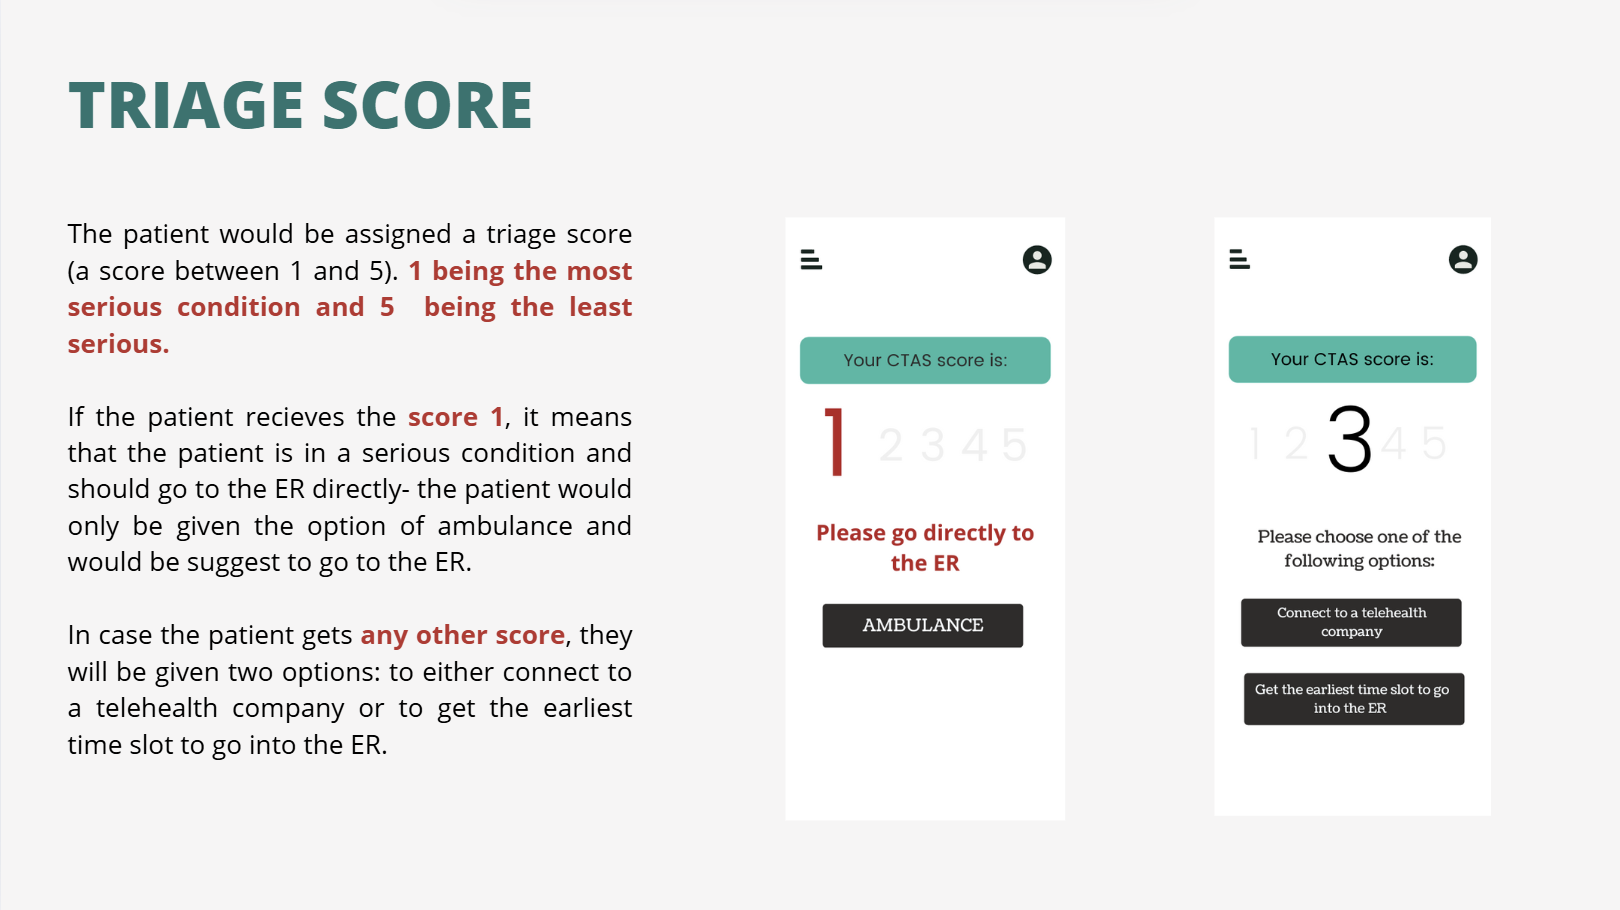 TRIAGE SCORE
The patient would be assigned a triage score
(a score between 1 and 5). 1 being the most
serious condition and 5 being the least
serious.
If the patient recieves the score 1, it means
that the patient is in a serious condition and
should go to the ER directly- the patient would
only be given the option of ambulance and
would be suggest to go to the ER.
In case the patient gets any other score, they
will be given two options: to either connect to
a telehealth company or to get the earliest
time slot to go into the ER.
Your CTAS score is:
1 2 3 4 5
Please go directly to
the ER
AMBULANCE
Your CTAS score is:
1 2 3 4 5
Please choose one of the
following options:
Connect to a telehealth
company
Get the earliest time slot to go
into the ER